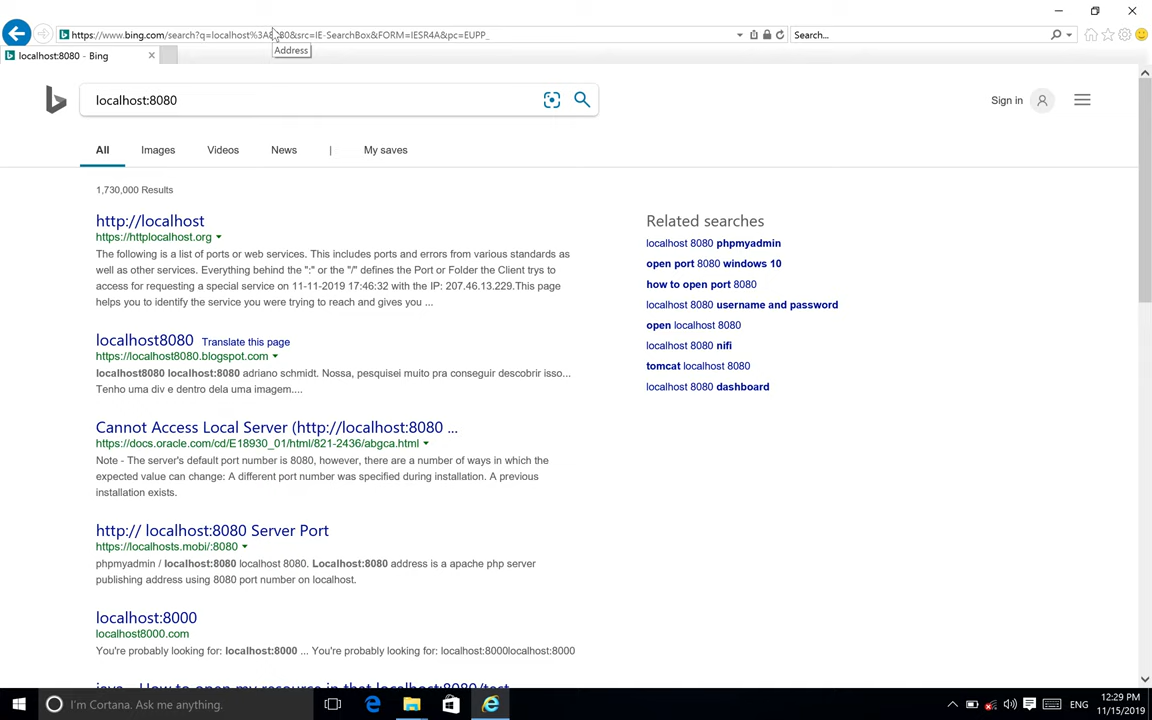 https://www.bing.com/search?q=localhost%3A8080&src=IE-SearchBox&FORM=IESR4A&pc=EUPP_
Search...
Address
localhost:8080 - Bing
localhost:8080
Sign in
All
Images
Videos
News
|
My saves
1,730,000 Results
http://localhost
https://httplocalhost.org
The following is a list of ports or web services. This includes ports and errors from various standards as
well as other services. Everything behind the ":" or the "/" defines the Port or Folder the Client trys to
access for requesting a special service on 11-11-2019 17:46:32 with the IP: 207.46.13.229.This page
helps you to identify the service you were trying to reach and gives you ...
localhost8080 Translate this page
https://localhost8080.blogspot.com
localhost8080 localhost:8080 adriano schmidt. Nossa, pesquisei muito pra conseguir descobrir isso...
Tenho uma div e dentro dela uma imagem....
Cannot Access Local Server (http://localhost:8080 ...
https://docs.oracle.com/cd/E18930_01/html/821-2436/abgca.html
Note - The server's default port number is 8080, however, there are a number of ways in which the
expected value can change: A different port number was specified during installation. A previous
installation exists.
http:// localhost:8080 Server Port
https://localhosts.mobi/:8080
phpmyadmin / localhost:8080 localhost 8080. Localhost:8080 address is a apache php server
publishing address using 8080 port number on localhost.
localhost:8000
localhost8000.com
You're probably looking for: localhost:8000 ... You're probably looking for: localhost:8000localhost:8000
java - How to open my resource in that localhost:8080/test
Related searches
localhost 8080 phpmyadmin
open port 8080 windows 10
how to open port 8080
localhost 8080 username and password
open localhost 8080
localhost 8080 nifi
tomcat localhost 8080
localhost 8080 dashboard
I'm Cortana. Ask me anything.
ENG
12:29 PM
11/15/2019